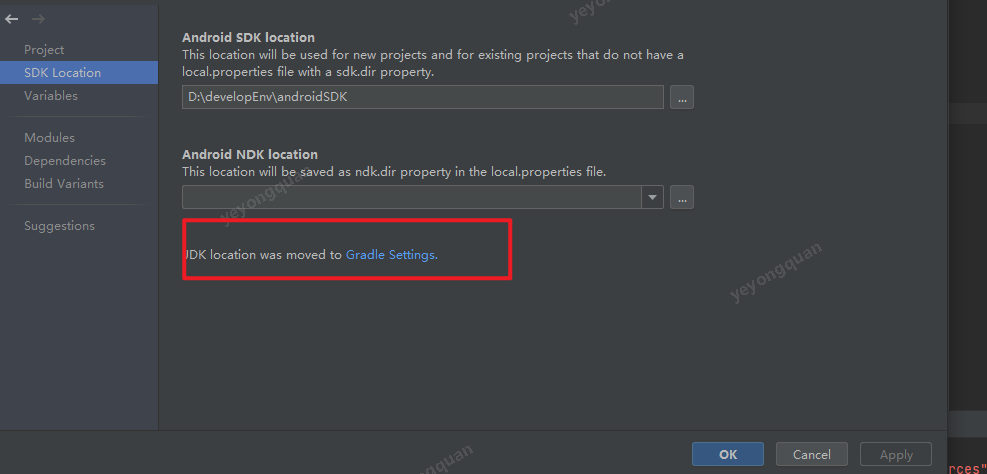 Project
SDK Location
Variables
Modules
Dependencies
Build Variants
Suggestions
Android SDK location
This location will be used for new projects and for existing projects that do not have a
local.properties file with a sdk.dir property.
D:\developEnv\androidSDK
...
Android NDK location
This location will be saved as ndk.dir property in the local.properties file.
...
JDK location was moved to Gradle Settings.
OK
Cancel
Apply
rces"
yeyongquan
yeyongquan
yeyongquan
yeyongquan